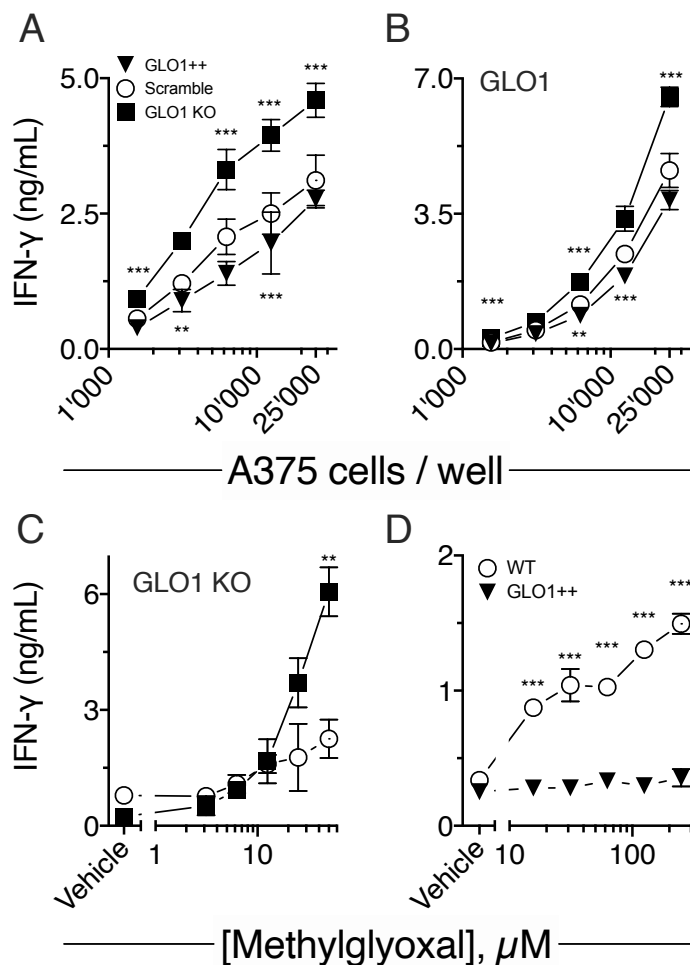 A
GLO1++
Scramble
GLO1 KO
5.0
2.5
0.0
IFN-γ (ng/mL)
***
***
***
***
**
***
1'000
10'000
25'000
B
GLO1
7.0
3.5
0.0
***
***
***
**
***
1'000
10'000
25'000
A375 cells / well
C
GLO1 KO
6
3
0
IFN-γ (ng/mL)
**
Vehicle
1
10
D
WT
GLO1++
2
1
0
***
***
***
***
***
Vehicle
10
100
[Methylglyoxal], µM